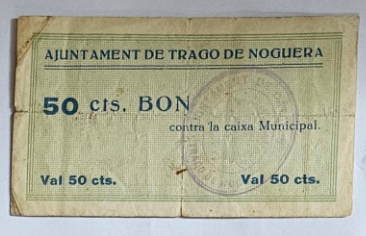 AJUNTAMENT DE TRAGO DE NOGUERA
50 cts. BON
contra la caixa Municipal.
Val 50 cts. Val 50 cts.